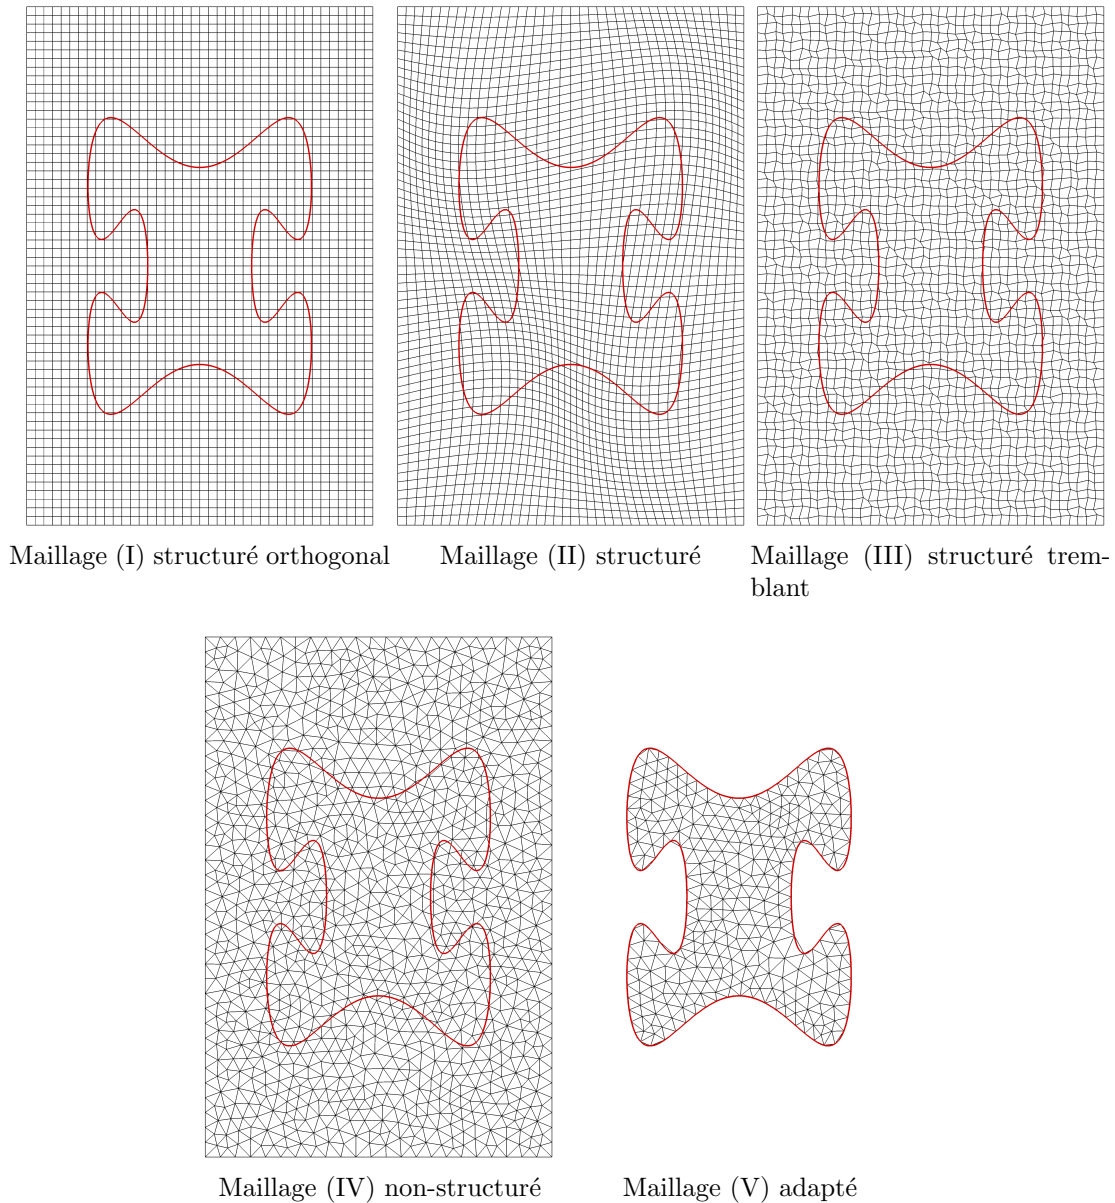 Maillage (I) structuré orthogonal
Maillage (II) structuré
Maillage (III) structuré trem-
blant
Maillage (IV) non-structuré
Maillage (V) adapté